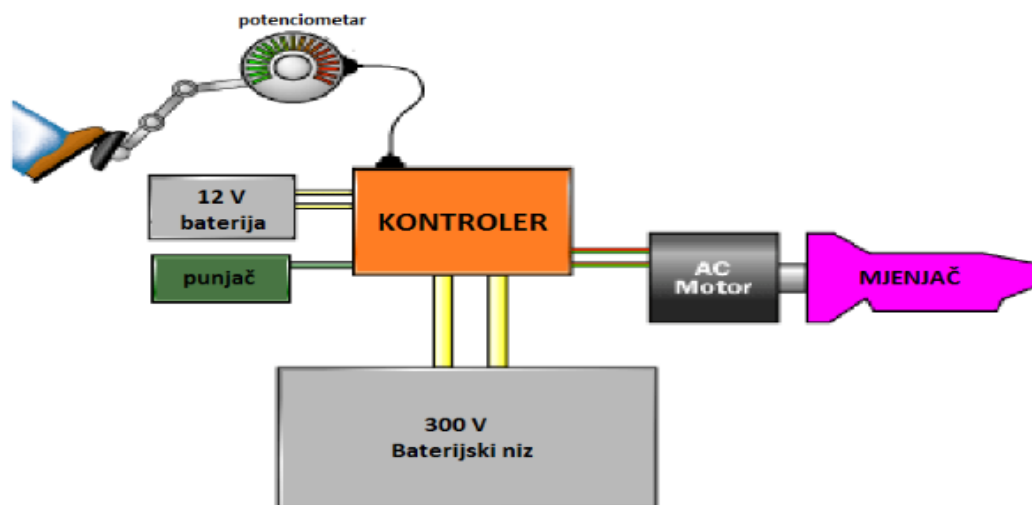 potenciometar
12 V
baterija
KONTROLER
punjač
AC
Motor
MJENJAČ
300 V
Baterijski niz